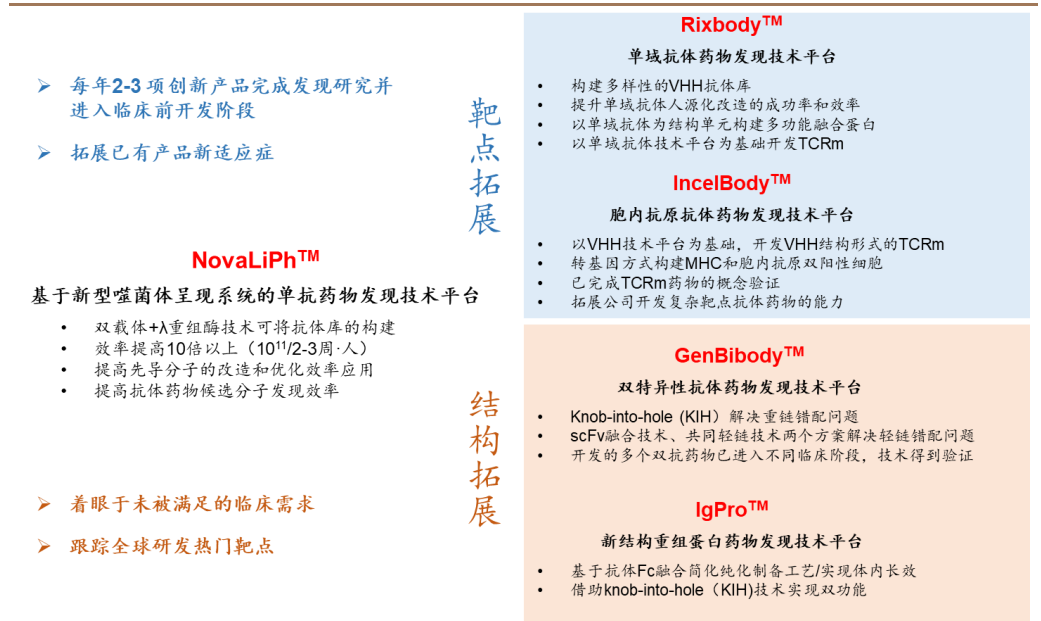 ➢ 每年2-3 项创新产品完成发现研究并
进入临床前开发阶段
➢ 拓展已有产品新适应症
靶点拓展
NovaLiPh™
基于新型噬菌体呈现系统的单抗药物发现技术平台
• 双载体+λ重组酶技术可将抗体库的构建
• 效率提高10倍以上（10¹¹/2-3周·人）
• 提高先导分子的改造和优化效率应用
• 提高抗体药物候选分子发现效率
结构拓展
➢ 着眼于未被满足的临床需求
➢ 跟踪全球研发热门靶点
Rixbody™
单域抗体药物发现技术平台
• 构建多样性的VHH抗体库
• 提升单域抗体人源化改造的成功率和效率
• 以单域抗体为结构单元构建多功能融合蛋白
• 以单域抗体技术平台为基础开发TCRm
IncelBody™
胞内抗原抗体药物发现技术平台
• 以VHH技术平台为基础，开发VHH结构形式的TCRm
• 转基因方式构建MHC和胞内抗原双阳性细胞
• 已完成TCRm药物的概念验证
• 拓展公司开发复杂靶点抗体药物的能力
GenBibody™
双特异性抗体药物发现技术平台
• Knob-into-hole (KIH）解决重链错配问题
• scFv融合技术、共同轻链技术两个方案解决轻链错配问题
• 开发的多个双抗药物已进入不同临床阶段，技术得到验证
IgPro™
新结构重组蛋白药物发现技术平台
• 基于抗体Fc融合简化纯化制备工艺/实现体内长效
• 借助knob-into-hole（KIH)技术实现双功能